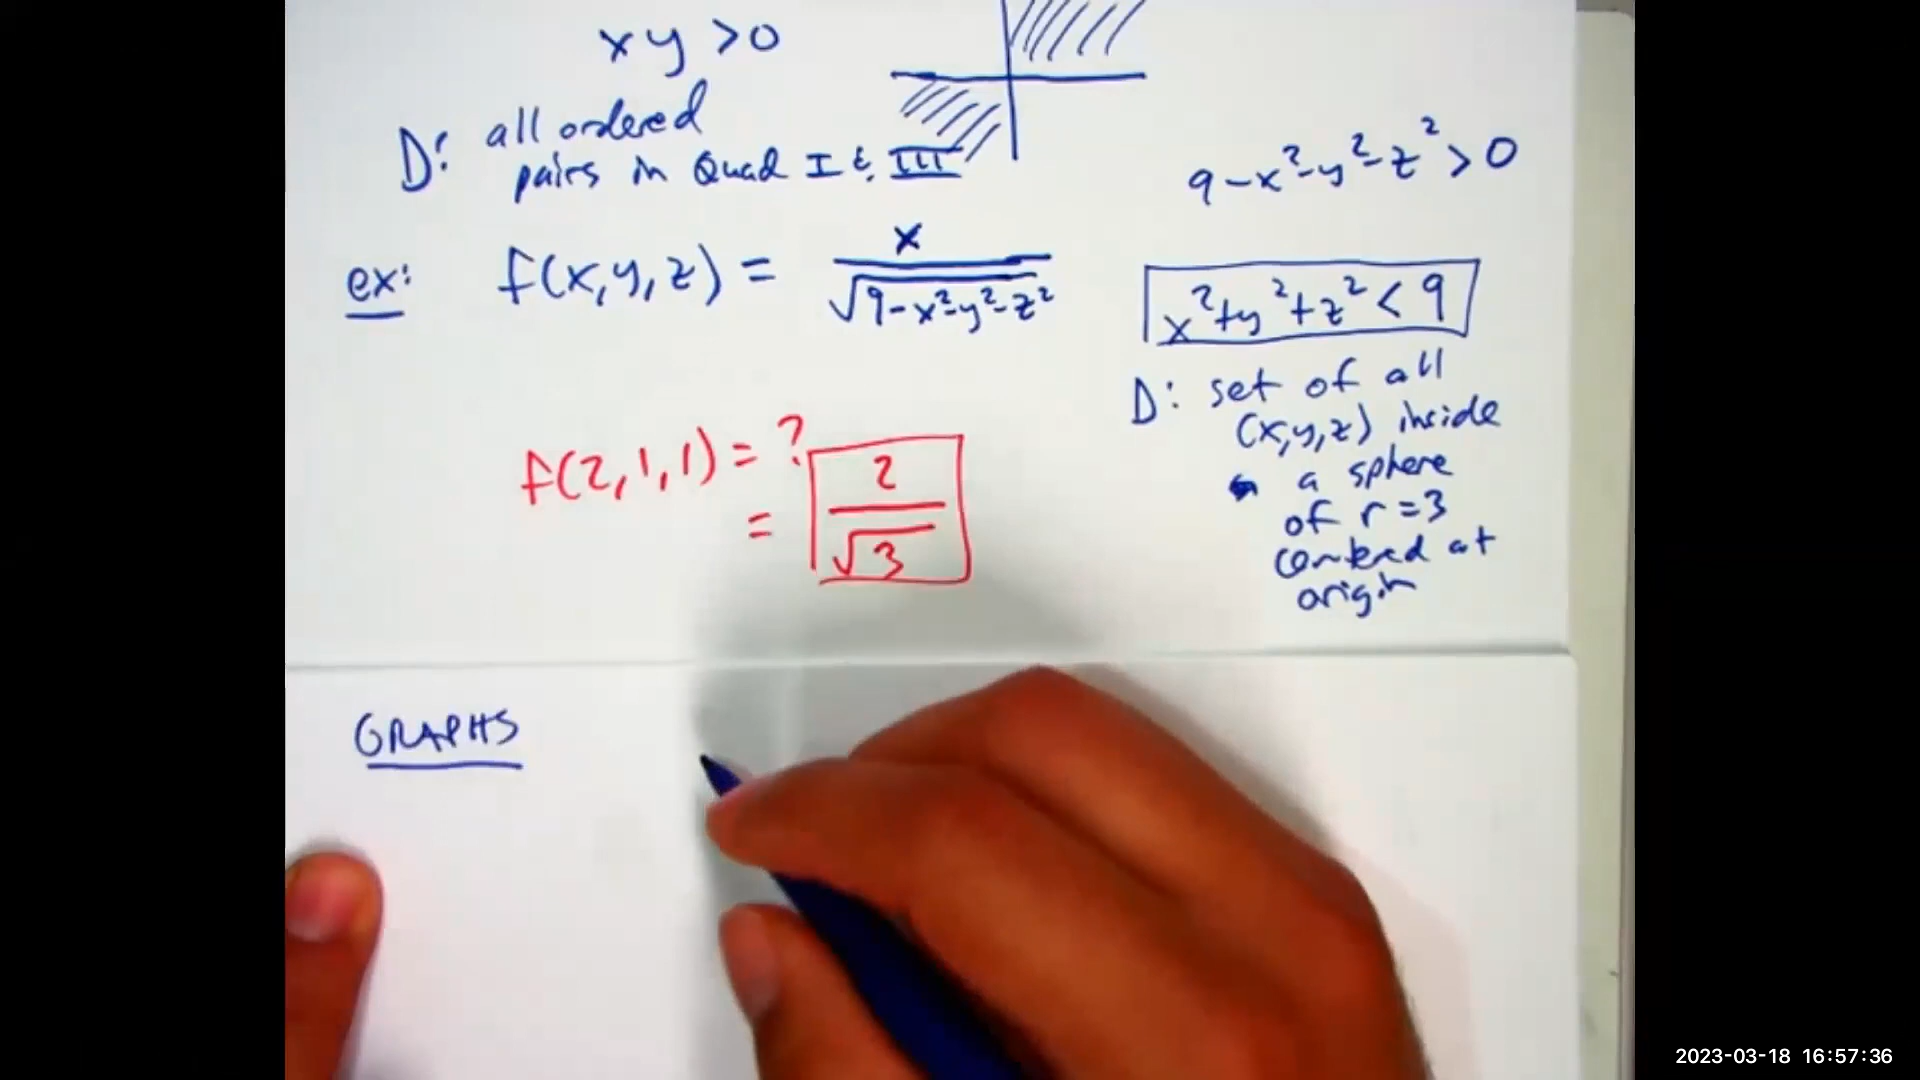 xy > 0
D: all ordered
pairs in Quad I & III
9-x²-y²-z² > 0
ex: f(x,y,z) = x / √(9-x²-y²-z²)
x²+y²+z² < 9
D: set of all
(x,y,z) inside
a sphere
of r=3
centered at
origin
f(2,1,1) = ?
= 2 / √3
GRAPHS
2023-03-18 16:57:36